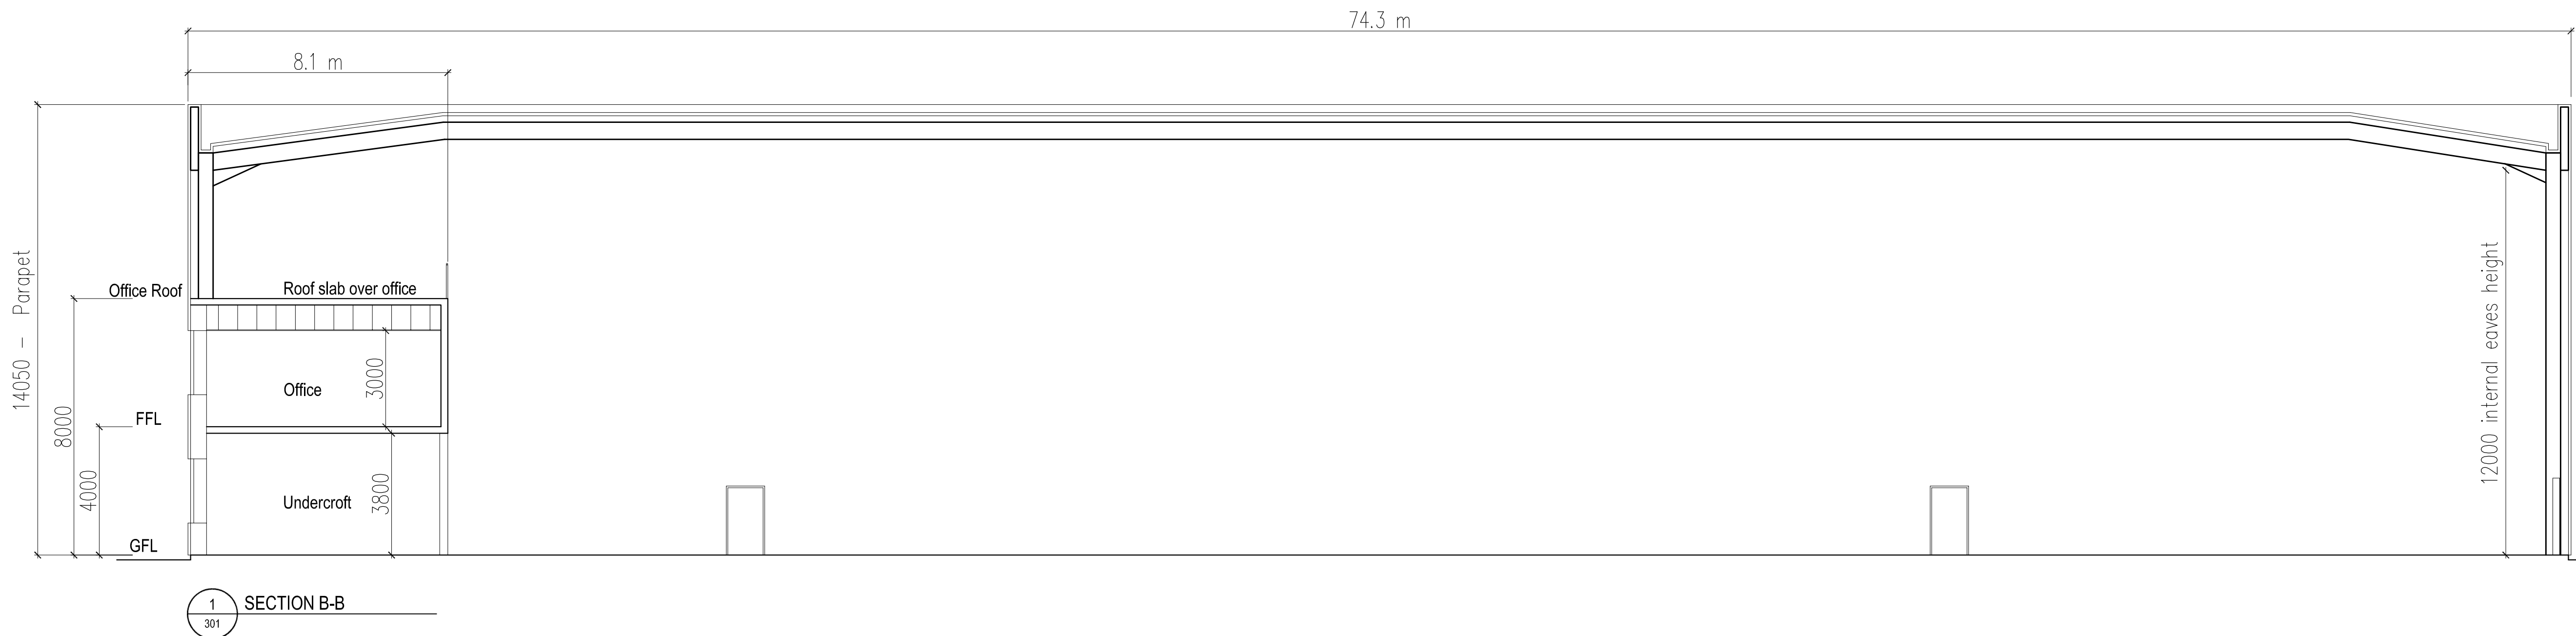 74.3 m
8.1 m
14050 - Parapet
Office Roof
Roof slab over office
8000
Office
3000
FFL
4000
Undercroft
3800
GFL
12000 internal eaves height
1
301
SECTION B-B